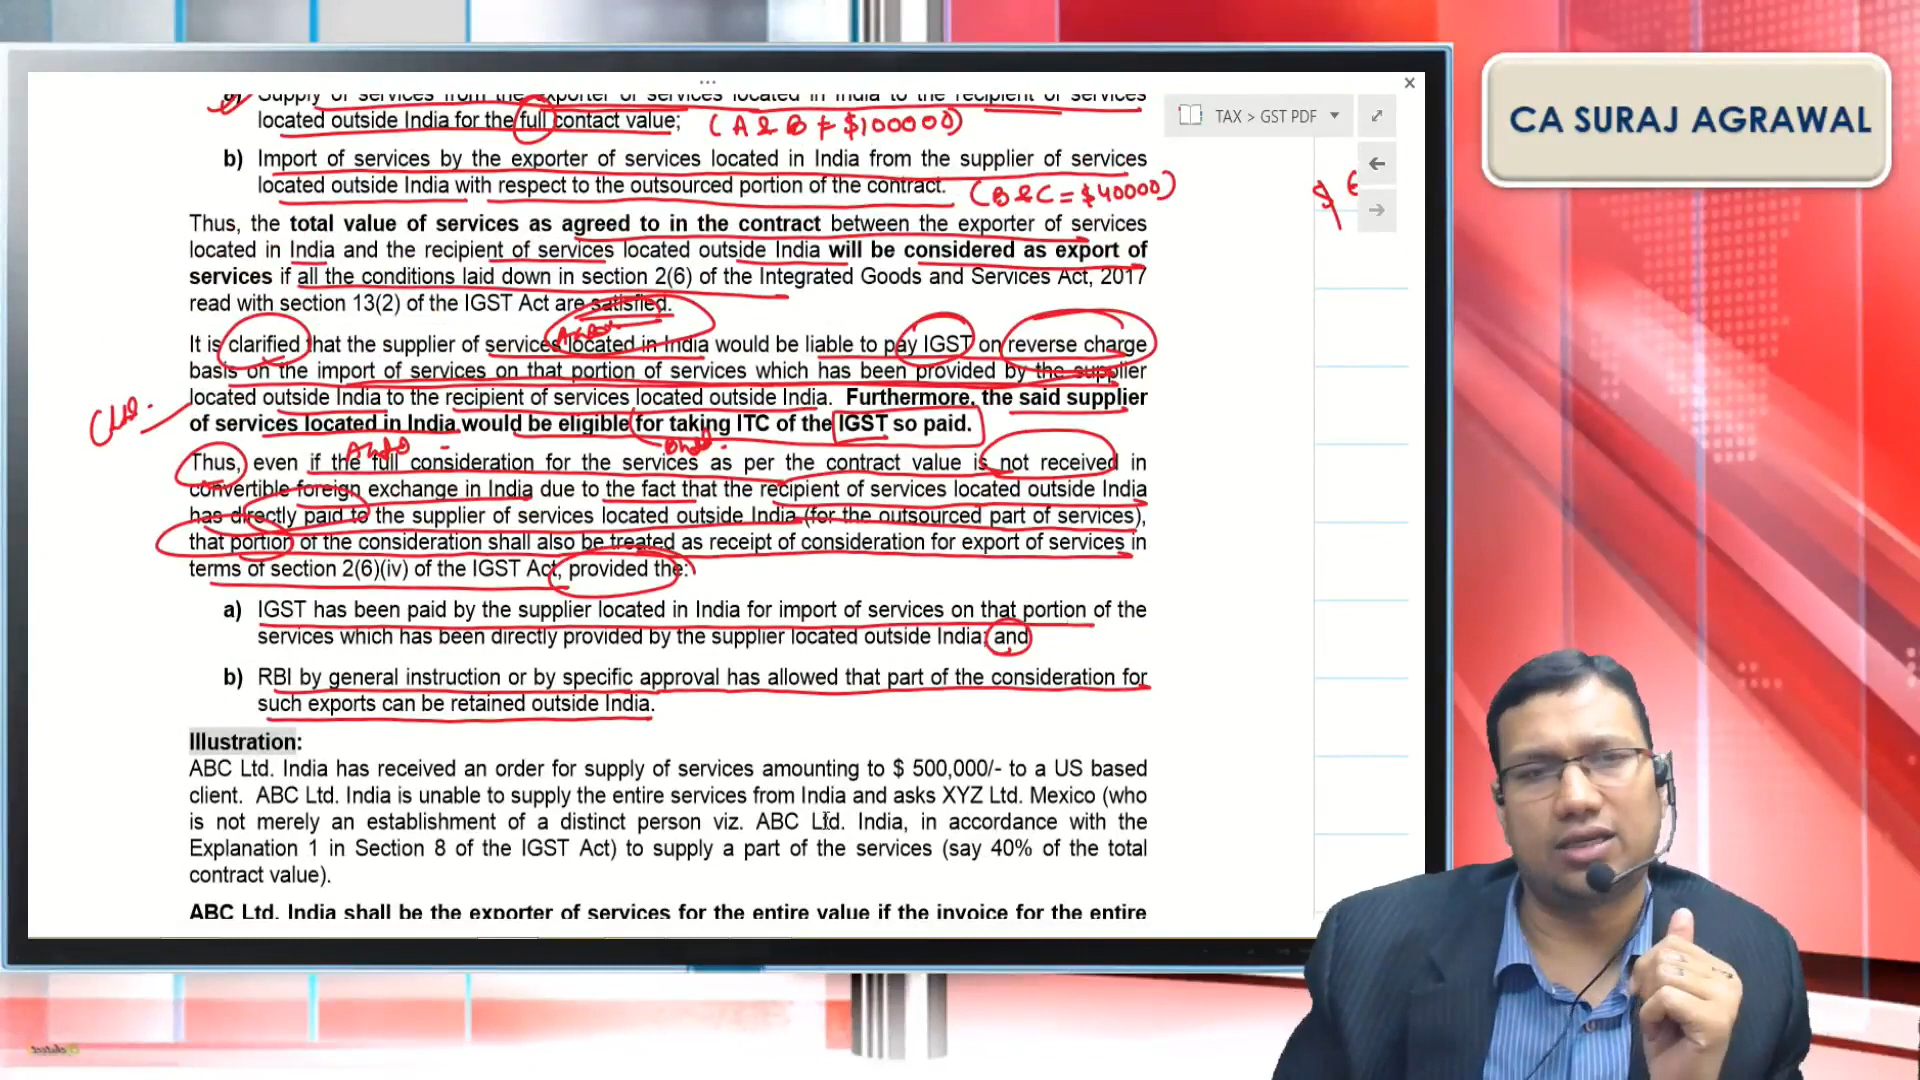 CA SURAJ AGRAWAL
TAX > GST PDF
a) Supply of services from the exporter of services located in India to the recipient of services
located outside India for the full contact value; (A & B ≠ $100000)
b) Import of services by the exporter of services located in India from the supplier of services
located outside India with respect to the outsourced portion of the contract. (B & C = $40000)
Thus, the total value of services as agreed to in the contract between the exporter of services
located in India and the recipient of services located outside India will be considered as export of
services if all the conditions laid down in section 2(6) of the Integrated Goods and Services Act, 2017
read with section 13(2) of the IGST Act are satisfied.
It is clarified that the supplier of services located in India would be liable to pay IGST on reverse charge
basis on the import of services on that portion of services which has been provided by the supplier
located outside India to the recipient of services located outside India. Furthermore, the said supplier
of services located in India would be eligible for taking ITC of the IGST so paid.
Thus, even if the full consideration for the services as per the contract value is not received in
convertible foreign exchange in India due to the fact that the recipient of services located outside India
has directly paid to the supplier of services located outside India (for the outsourced part of services),
that portion of the consideration shall also be treated as receipt of consideration for export of services in
terms of section 2(6)(iv) of the IGST Act, provided the:
a) IGST has been paid by the supplier located in India for import of services on that portion of the
services which has been directly provided by the supplier located outside India; and
b) RBI by general instruction or by specific approval has allowed that part of the consideration for
such exports can be retained outside India.
Illustration:
ABC Ltd. India has received an order for supply of services amounting to $ 500,000/- to a US based
client. ABC Ltd. India is unable to supply the entire services from India and asks XYZ Ltd. Mexico (who
is not merely an establishment of a distinct person viz. ABC Ltd. India, in accordance with the
Explanation 1 in Section 8 of the IGST Act) to supply a part of the services (say 40% of the total
contract value).
ABC Ltd. India shall be the exporter of services for the entire value if the invoice for the entire